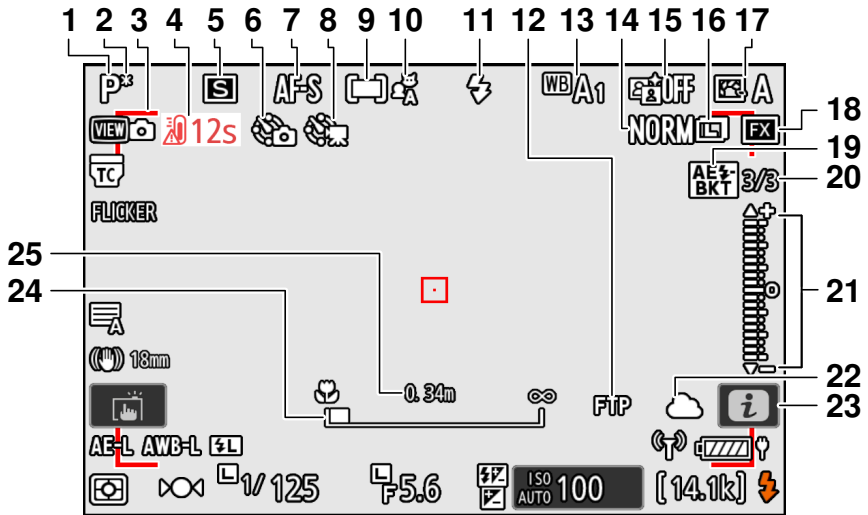 1 2 3 4 5 6 7 8 9 10 11 12 13 14 15 16 17
P* S AF-S A WB A1 OFF A
VIEW 12s NORM L FX 18
TC AE BKT 19
3/3 20
FLICKER
25
24 21
A
18mm
0.34m ∞ FTP 22
i 23
AE-L AWB-L L
L 1/125 L F5.6 ISO AUTO 100 [14.1k]